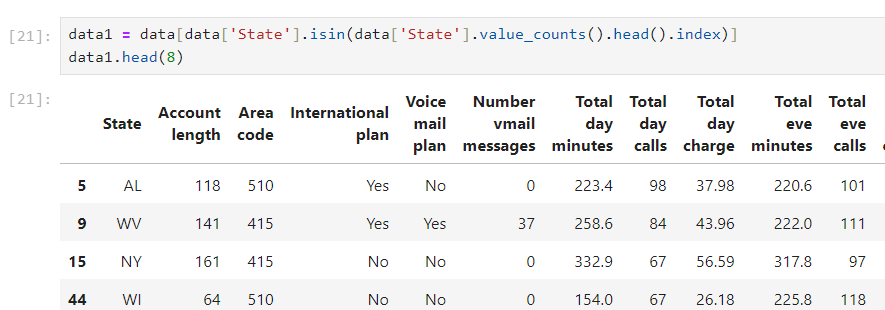 [21]: data1 = data[data['State'].isin(data['State'].value_counts().head().index)]
data1.head(8)
[21]:
State Account length Area code International plan Voice mail plan Number vmail messages Total day minutes Total day calls Total day charge Total eve minutes Total eve calls
5 AL 118 510 Yes No 0 223.4 98 37.98 220.6 101
9 WV 141 415 Yes Yes 37 258.6 84 43.96 222.0 111
15 NY 161 415 No No 0 332.9 67 56.59 317.8 97
44 WI 64 510 No No 0 154.0 67 26.18 225.8 118